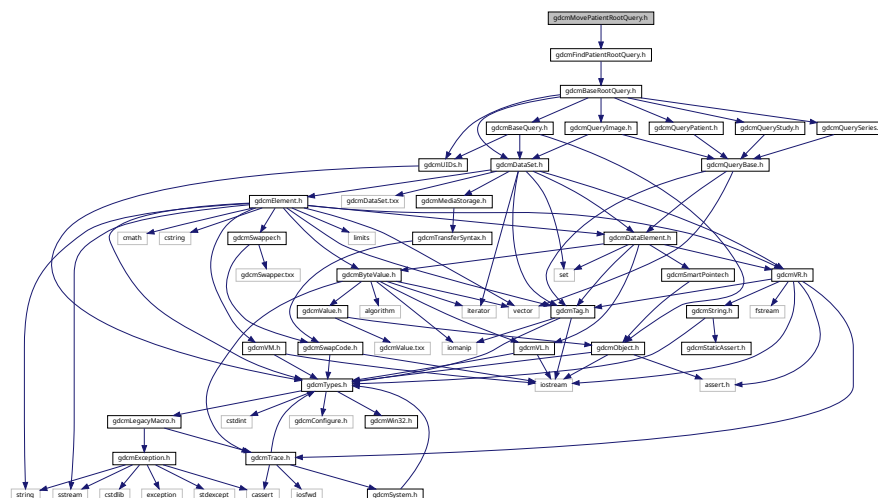 gdcmMovePatientRootQuery.h
gdcmFindPatientRootQuery.h
gdcmBaseRootQuery.h
gdcmBaseQuery.h gdcmQueryImage.h gdcmQueryPatient.h gdcmQueryStudy.h gdcmQuerySeries.h
gdcmUIDs.h gdcmDataSet.h gdcmQueryBase.h
gdcmElement.h gdcmDataSet.txx gdcmMediaStorage.h
cmath cstring gdcmSwapper.h limits gdcmTransferSyntax.h gdcmDataElement.h
gdcmSwapper.txx gdcmByteValue.h set gdcmSmartPointer.h gdcmVR.h
gdcmValue.h algorithm iterator vector gdcmTag.h gdcmString.h fstream
gdcmVM.h gdcmSwapCode.h gdcmValue.txx iomanip gdcmVL.h gdcmObject.h gdcmStaticAssert.h
gdcmTypes.h iostream assert.h
gdcmLegacyMacro.h cstdint gdcmConfigure.h gdcmWin32.h
gdcmException.h gdcmTrace.h
string sstream cstdlib exception stdexcept cassert iosfwd gdcmSystem.h